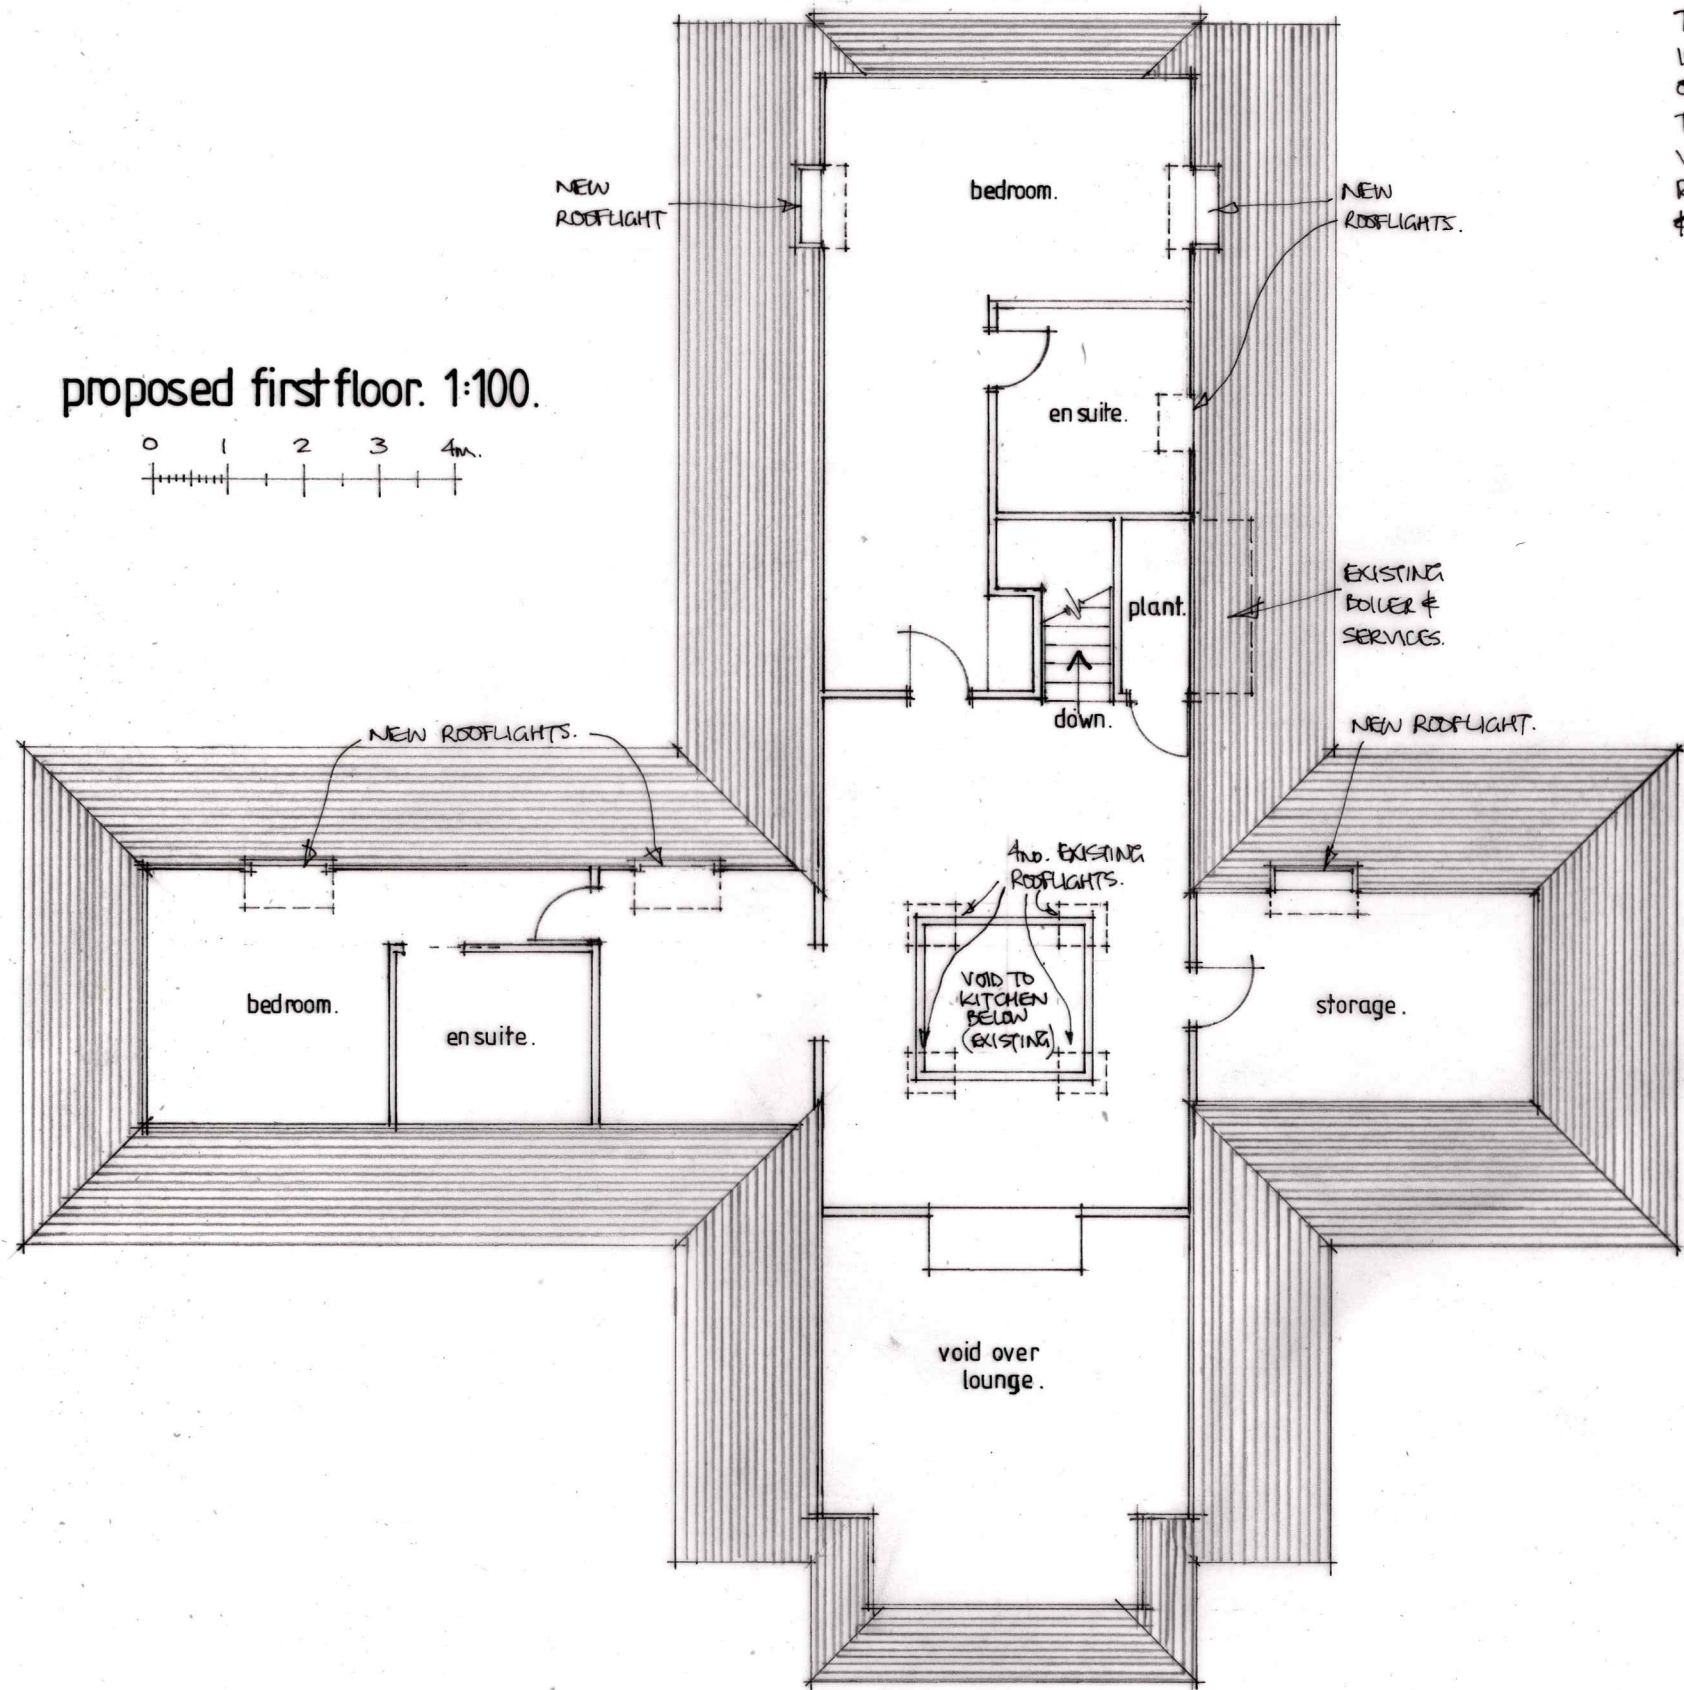 NEW
ROOFLIGHT
bedroom.
NEW
ROOFLIGHTS.
proposed first floor. 1:100.
0 1 2 3 4m.
en suite.
EXISTING
BOILER &
SERVICES.
plant.
down.
NEW ROOFLIGHTS.
NEW ROOFLIGHT.
4no. EXISTING
ROOFLIGHTS.
VOID TO
KITCHEN
BELOW
(EXISTING)
bedroom.
en suite.
storage.
void over
lounge.